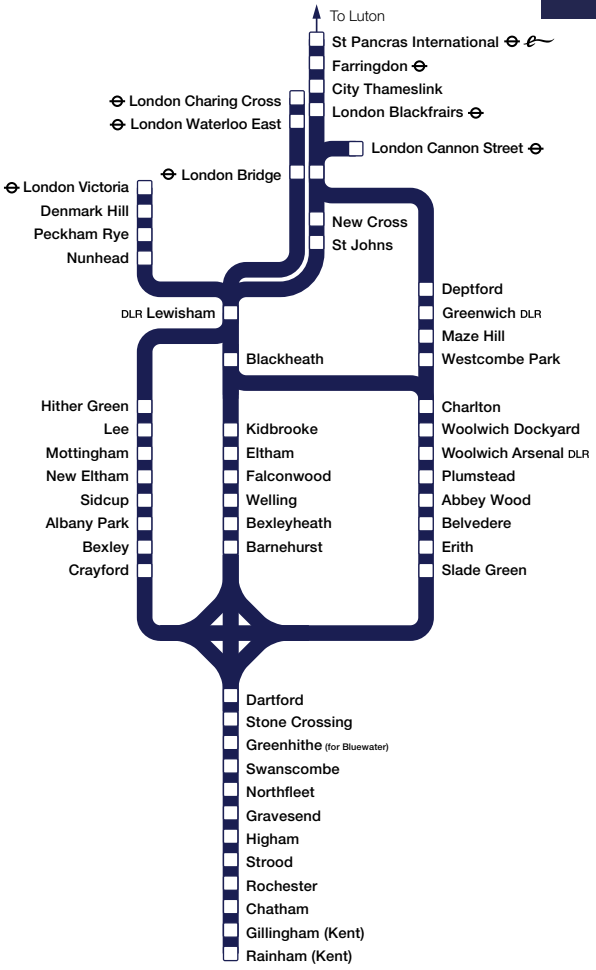 To Luton
St Pancras International
Farringdon
City Thameslink
London Blackfrairs
London Charing Cross
London Waterloo East
London Cannon Street
London Bridge
London Victoria
Denmark Hill
Peckham Rye
Nunhead
New Cross
St Johns
DLR Lewisham
Blackheath
Deptford
Greenwich DLR
Maze Hill
Westcombe Park
Hither Green
Lee
Mottingham
New Eltham
Sidcup
Albany Park
Bexley
Crayford
Kidbrooke
Eltham
Falconwood
Welling
Bexleyheath
Barnehurst
Charlton
Woolwich Dockyard
Woolwich Arsenal DLR
Plumstead
Abbey Wood
Belvedere
Erith
Slade Green
Dartford
Stone Crossing
Greenhithe (for Bluewater)
Swanscombe
Northfleet
Gravesend
Higham
Strood
Rochester
Chatham
Gillingham (Kent)
Rainham (Kent)